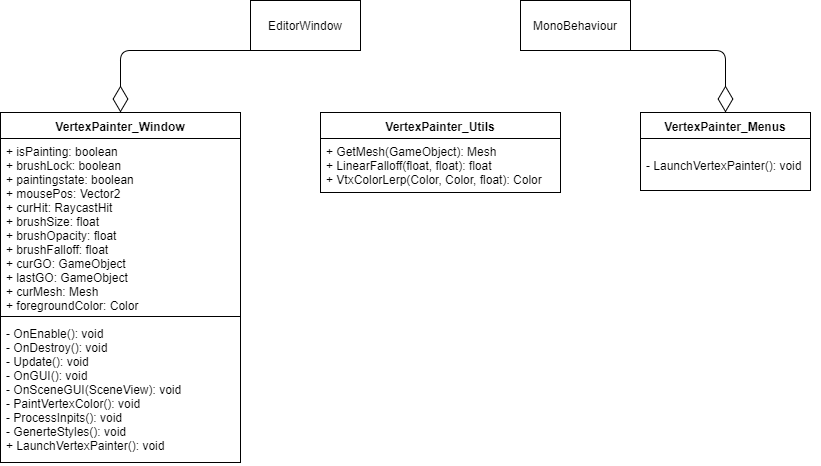 EditorWindow
MonoBehaviour
VertexPainter_Window
+ isPainting: boolean
+ brushLock: boolean
+ paintingstate: boolean
+ mousePos: Vector2
+ curHit: RaycastHit
+ brushSize: float
+ brushOpacity: float
+ brushFalloff: float
+ curGO: GameObject
+ lastGO: GameObject
+ curMesh: Mesh
+ foregroundColor: Color
- OnEnable(): void
- OnDestroy(): void
- Update(): void
- OnGUI(): void
- OnSceneGUI(SceneView): void
- PaintVertexColor(): void
- ProcessInpits(): void
- GenerteStyles(): void
+ LaunchVertexPainter(): void
VertexPainter_Utils
+ GetMesh(GameObject): Mesh
+ LinearFalloff(float, float): float
+ VtxColorLerp(Color, Color, float): Color
VertexPainter_Menus
- LaunchVertexPainter(): void